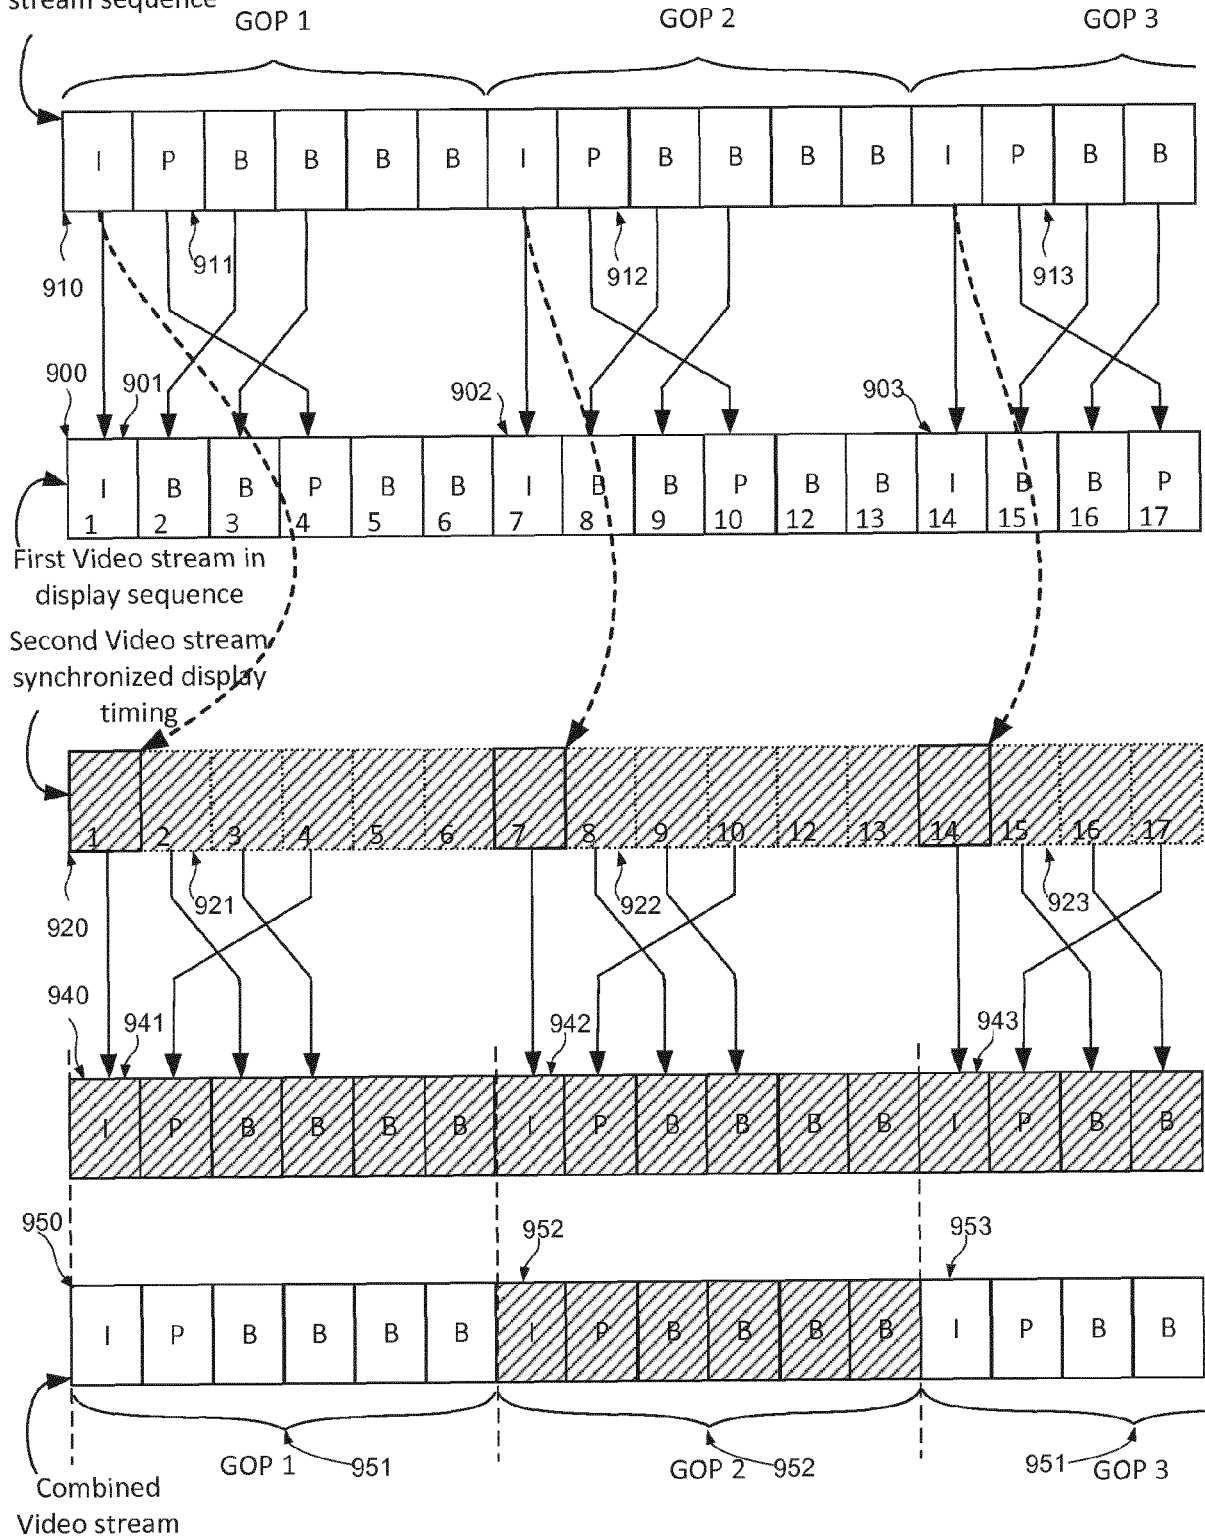 stream sequence
GOP 1 GOP 2 GOP 3
I P B B B B I P B B B B I P B B
910 911 912 913
900 901 902 903
I B B P B B I B B P B B I B B P
1 2 3 4 5 6 7 8 9 10 12 13 14 15 16 17
First Video stream in
display sequence
Second Video stream
synchronized display
timing
1 2 3 4 5 6 7 8 9 10 12 13 14 15 16 17
920 921 922 923
940 941 942 943
I P B B B B I P B B B B I P B B
950 952 953
I P B B B B I P B B B B I P B B
GOP 1 951 GOP 2 952 951 GOP 3
Combined
Video stream